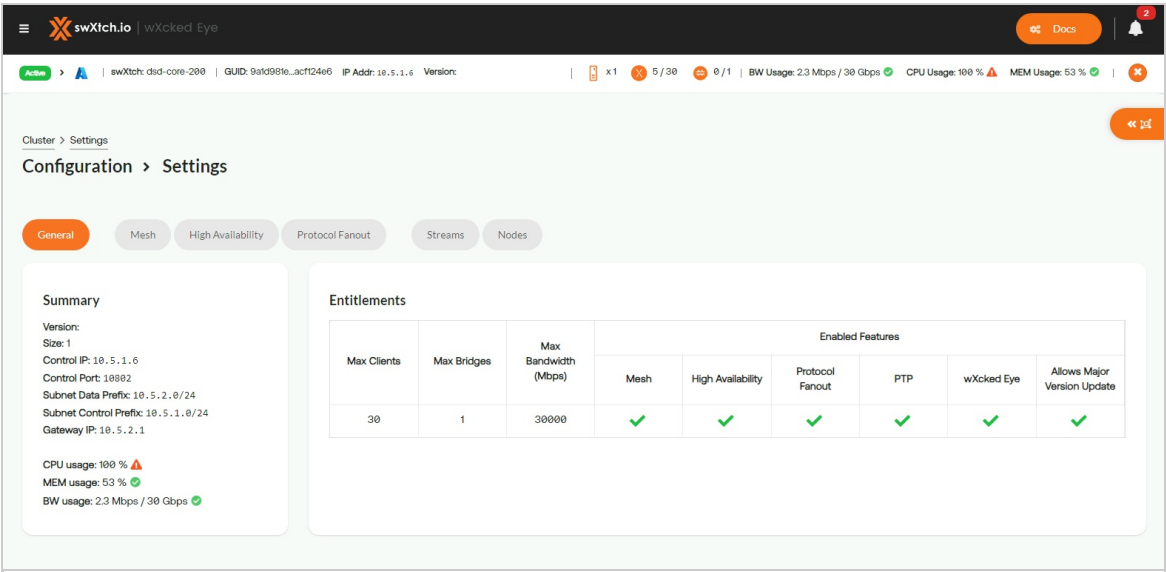 swXtch.io | wXcked Eye
Docs
2
Active > | swXtch: dsd-core-200 | GUID: 9a1d981e...acf124e6 IP Addr: 10.5.1.6 Version: | x1 5/30 0/1 | BW Usage: 2.3 Mbps / 30 Gbps CPU Usage: 100 % MEM Usage: 53 % |
Cluster > Settings
Configuration > Settings
General Mesh High Availability Protocol Fanout Streams Nodes
Summary
Version:
Size: 1
Control IP: 10.5.1.6
Control Port: 10802
Subnet Data Prefix: 10.5.2.0/24
Subnet Control Prefix: 10.5.1.0/24
Gateway IP: 10.5.2.1
CPU usage: 100 %
MEM usage: 53 %
BW usage: 2.3 Mbps / 30 Gbps
Entitlements
Max Clients
Max Bridges
Max
Bandwidth
(Mbps)
Enabled Features
Mesh
High Availability
Protocol
Fanout
PTP
wXcked Eye
Allows Major
Version Update
30 1 30000